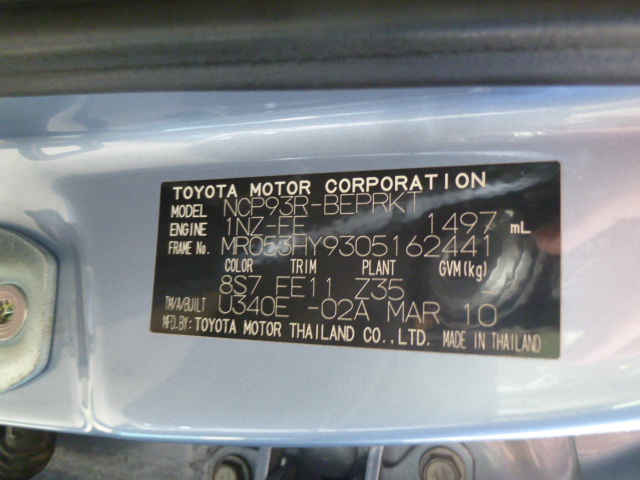 TOYOTA MOTOR CORPORATION
MODEL NCP93R-BEPRKT
ENGINE 1NZ-FE 1497 mL
FRAME No. MR053HY9305162441
COLOR TRIM PLANT GVM(kg)
8S7 FE11 Z35
TM/A/BUILT U340E -02A MAR 10
MFD.BY: TOYOTA MOTOR THAILAND CO.,LTD. MADE IN THAILAND